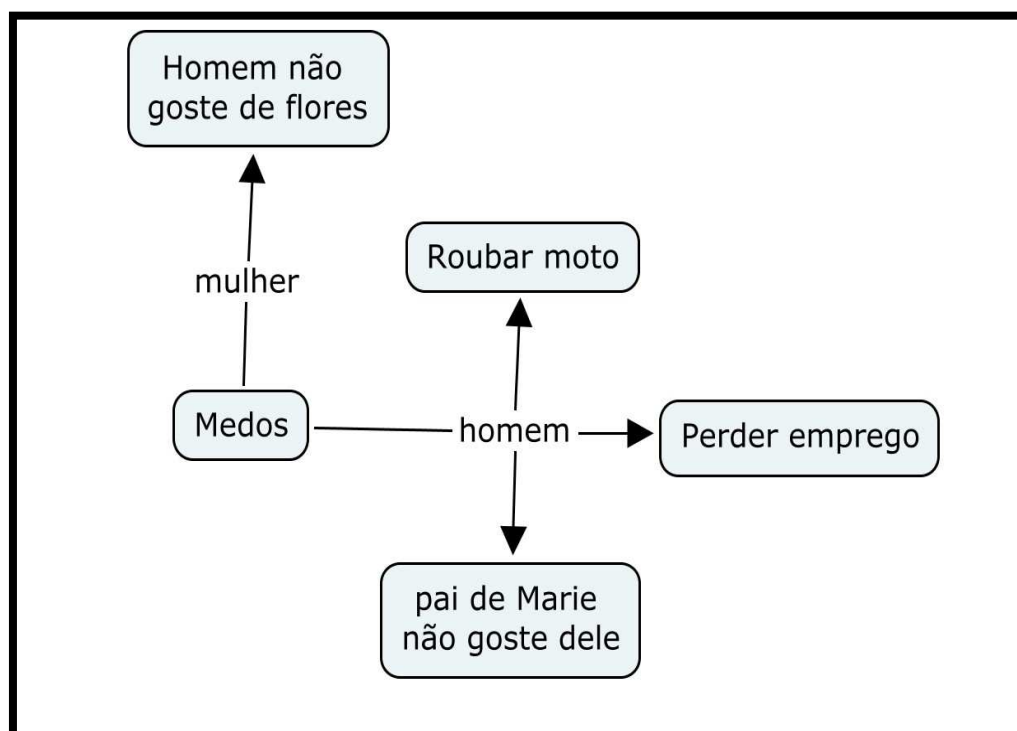 Homem não
goste de flores
mulher
Roubar moto
Medos
homem
Perder emprego
pai de Marie
não goste dele